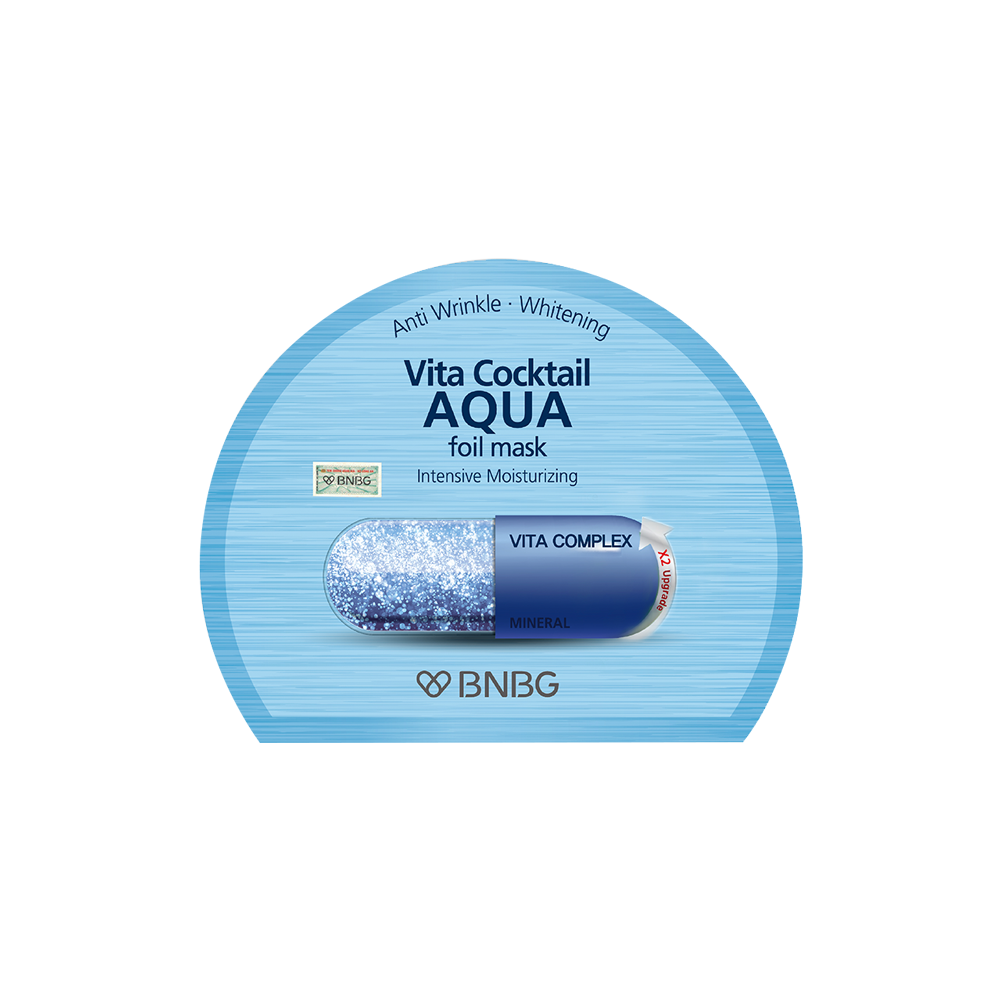 Anti Wrinkle · Whitening
Vita Cocktail
AQUA
foil mask
Intensive Moisturizing
BNBG
VITA COMPLEX
X2 Upgrade
MINERAL
BNBG